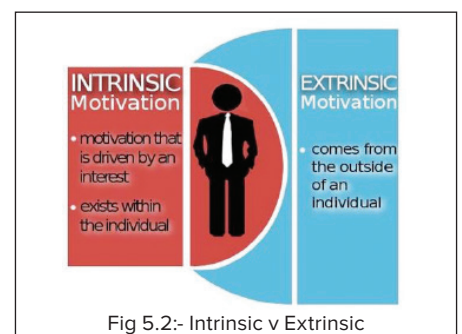 INTRINSIC
Motivation
• motivation that
is driven by an
interest
• exists within
the individual
EXTRINSIC
Motivation
• comes from
the outside
of an
individual
Fig 5.2:- Intrinsic v Extrinsic